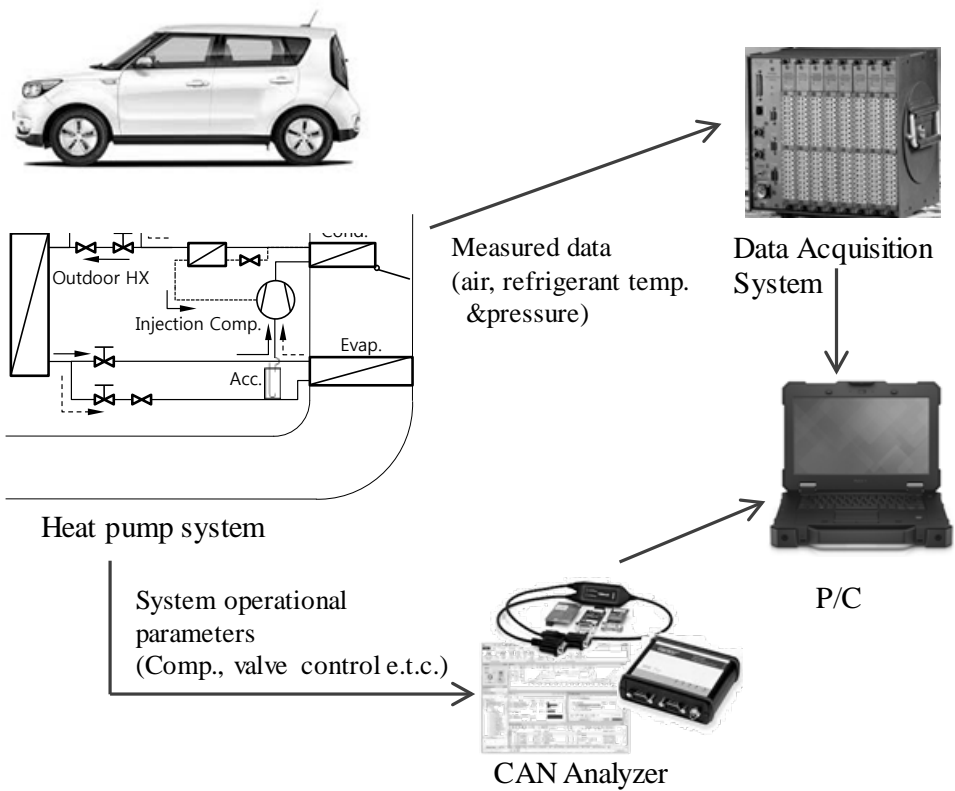 Cond.
Outdoor HX
Injection Comp.
Evap.
Acc.
Heat pump system
Measured data
(air, refrigerant temp.
&pressure)
Data Acquisition
System
System operational
parameters
(Comp., valve control e.t.c.)
CAN Analyzer
P/C